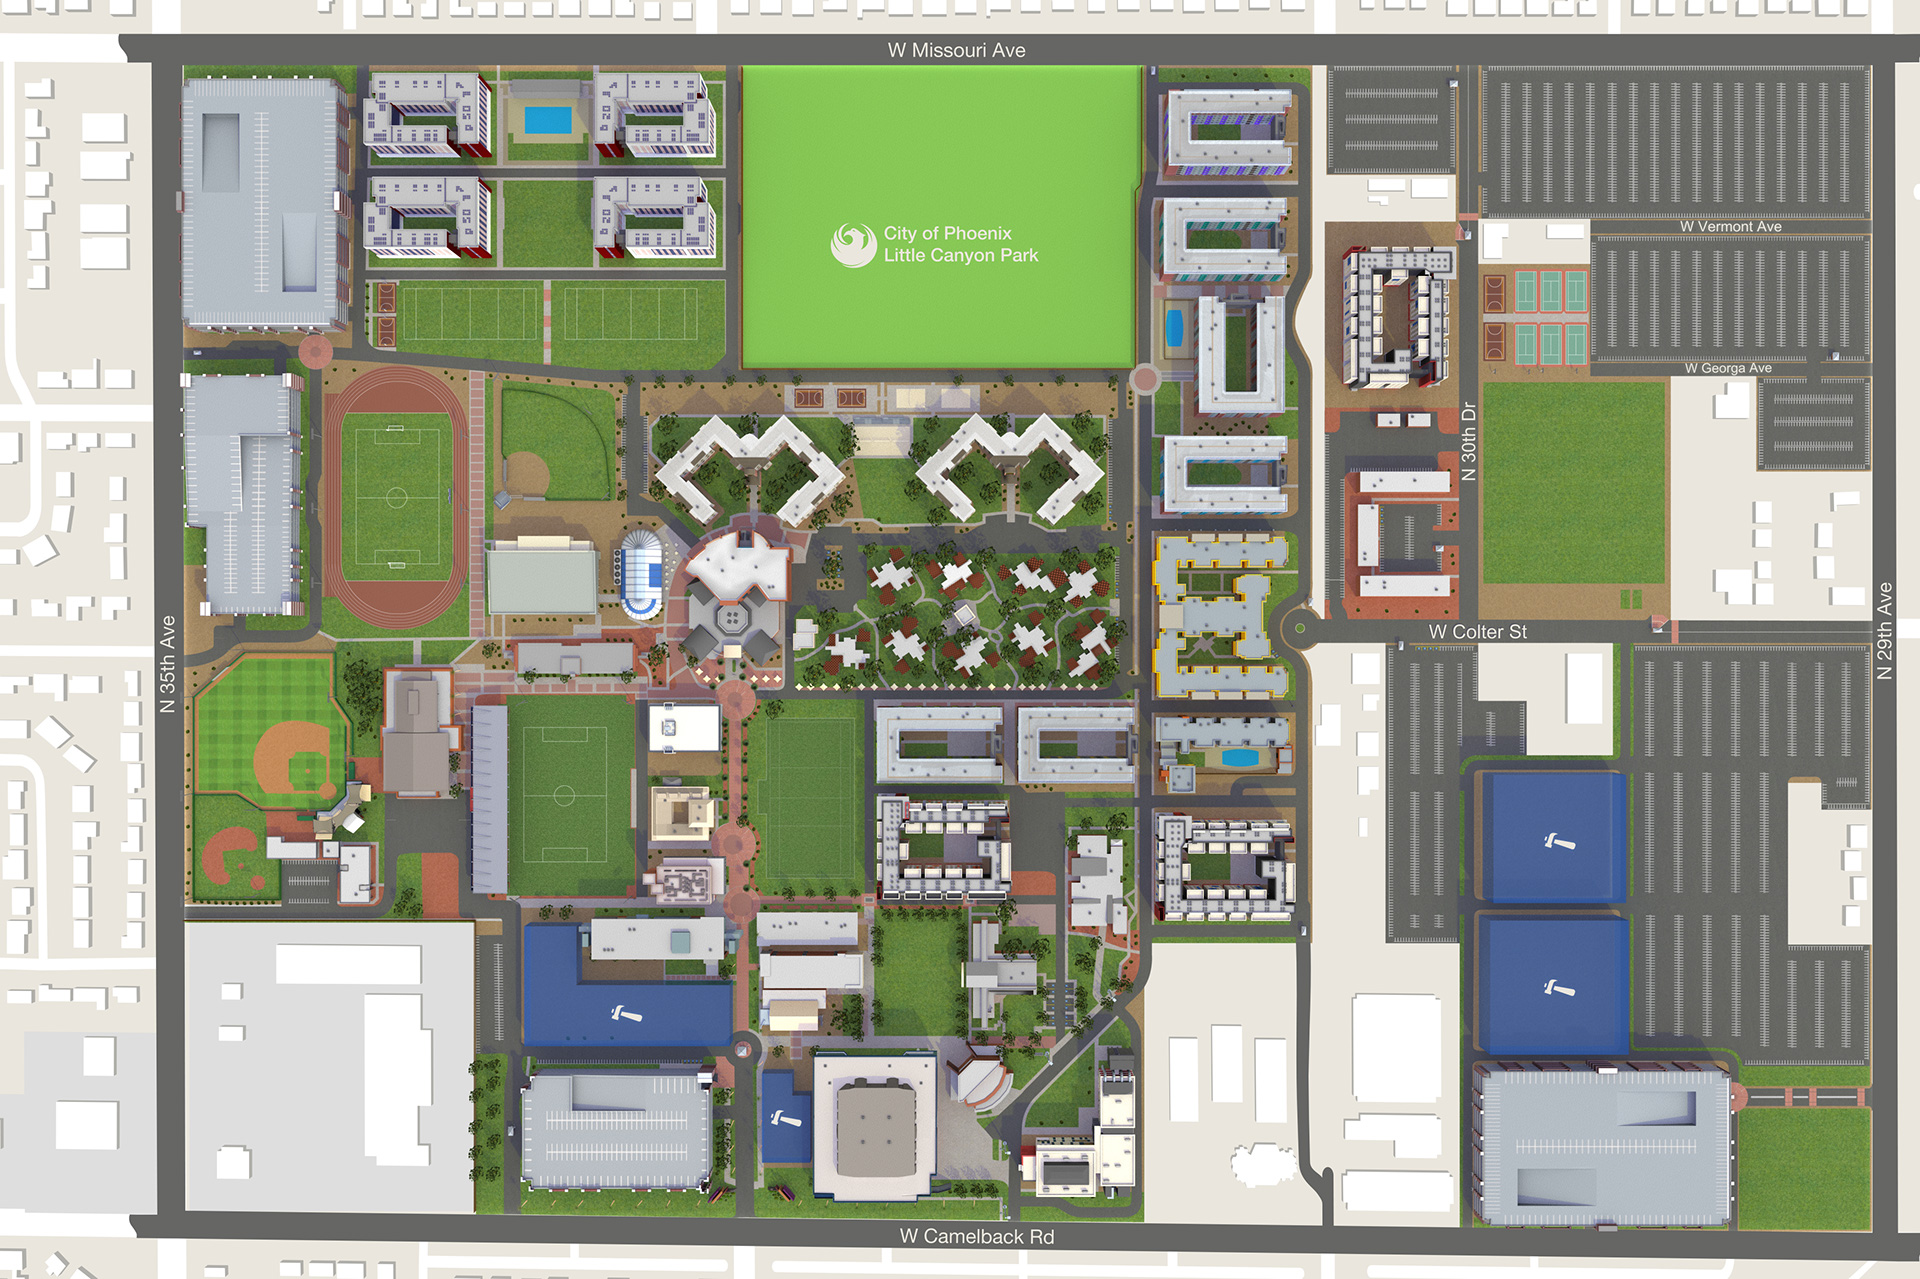 W Missouri Ave
City of Phoenix
Little Canyon Park
W Vermont Ave
W Georga Ave
N 30th Dr
W Colter St
N 29th Ave
N 35th Ave
W Camelback Rd